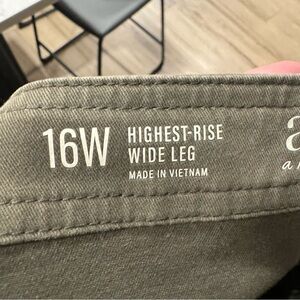 16W
HIGHEST-RISE
WIDE LEG
MADE IN VIETNAM